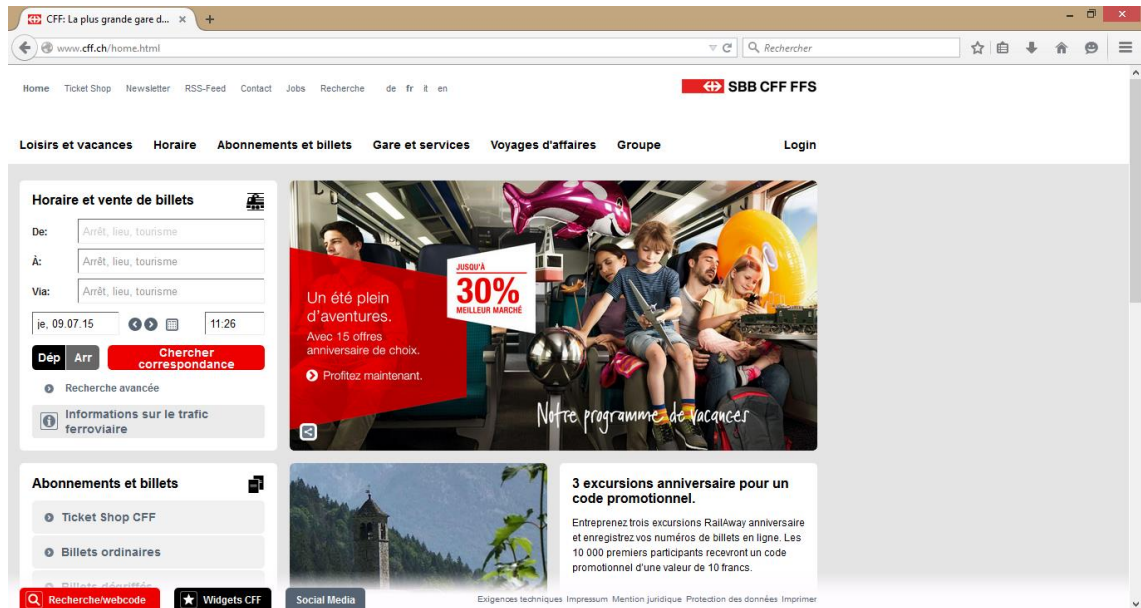 CFF: La plus grande gare d...
www.cff.ch/home.html
Rechercher
Home Ticket Shop Newsletter RSS-Feed Contact Jobs Recherche de fr it en
SBB CFF FFS
Loisirs et vacances Horaire Abonnements et billets Gare et services Voyages d'affaires Groupe Login
Horaire et vente de billets
De: Arrêt, lieu, tourisme
À: Arrêt, lieu, tourisme
Via: Arrêt, lieu, tourisme
je, 09.07.15 11:26
Dép Arr Chercher correspondance
Recherche avancée
Informations sur le trafic
ferroviaire
Un été plein
d'aventures.
Avec 15 offres
anniversaire de choix.
Profitez maintenant.
JUSQU'À
30%
MEILLEUR MARCHÉ
Notre programme de vacances
Abonnements et billets
Ticket Shop CFF
Billets ordinaires
Billets dégriffés
3 excursions anniversaire pour un
code promotionnel.
Entreprenez trois excursions RailAway anniversaire
et enregistrez vos numéros de billets en ligne. Les
10 000 premiers participants recevront un code
promotionnel d'une valeur de 10 francs.
Recherche/webcode Widgets CFF Social Media
Exigences techniques Impressum Mention juridique Protection des données Imprimer